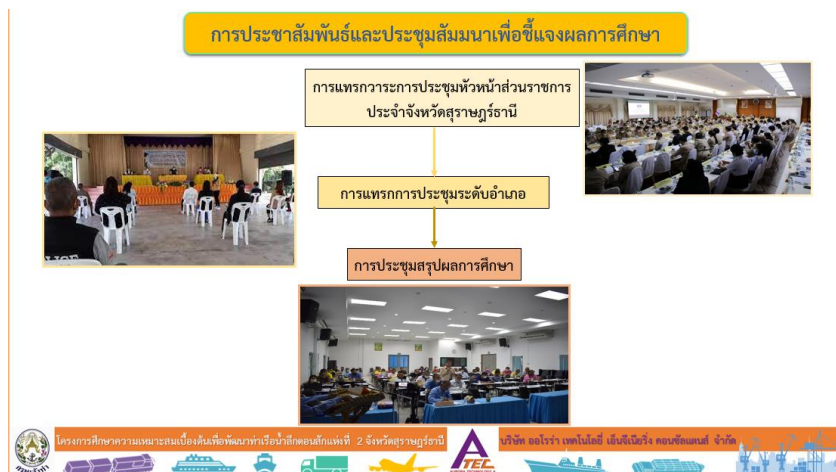 การประชาสัมพันธ์และประชุมสัมมนาเพื่อชี้แจงผลการศึกษา
การแทรกวาระการประชุมหัวหน้าส่วนราชการ
ประจำจังหวัดสุราษฎร์ธานี
การแทรกการประชุมระดับอำเภอ
การประชุมสรุปผลการศึกษา
โครงการศึกษาความเหมาะสมเบื้องต้นเพื่อพัฒนาท่าเรือน้ำลึกดอนสักแห่งที่ 2 จังหวัดสุราษฎร์ธานี
บริษัท ออโรร่า เทคโนโลยี่ เอ็นจีเนียริ่ง คอนซัลแตนส์ จำกัด
ATEC